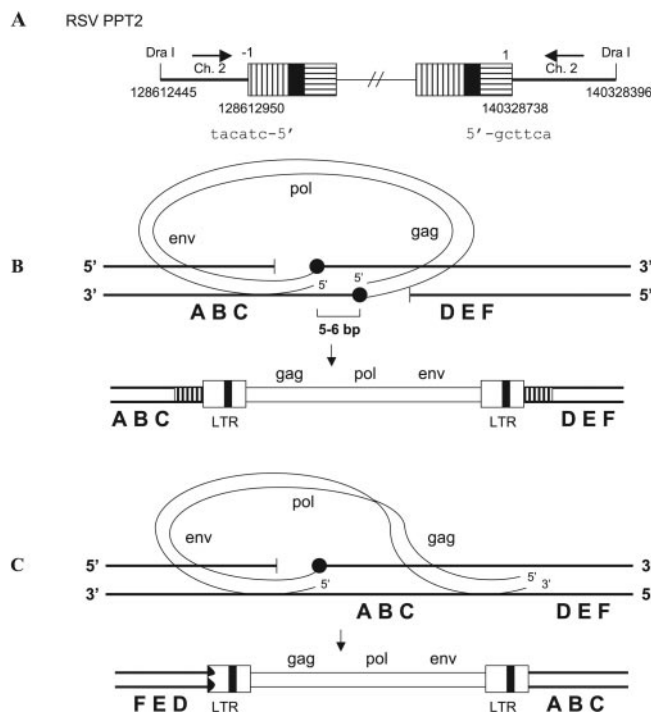 A RSV PPT2
Dra I -1 1 Dra I
Ch. 2 Ch. 2
128612445 128612950 140328738 140328396
tacatc-5' 5'-gcttca
pol
env gag
B 5' 3'
5' 5'
3' 5'
A B C D E F
5-6 bp
gag pol env
LTR LTR
A B C D E F
pol
env gag
C 5' 3
5' 5'
3'
3' 5
A B C D E F
gag pol env
F E D LTR LTR A B C